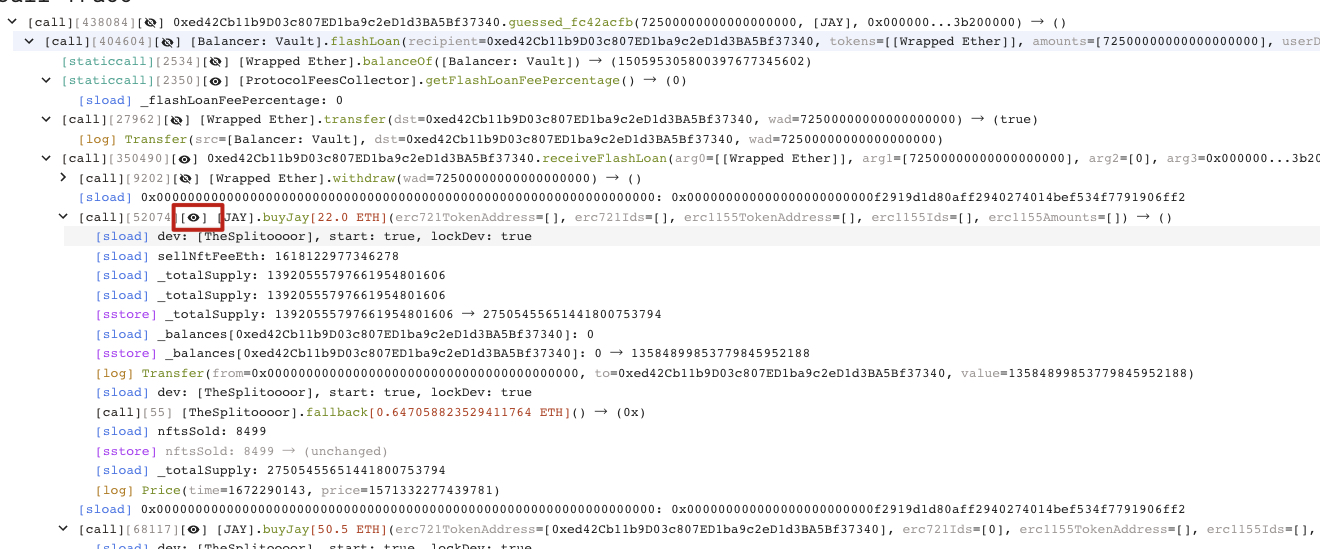 [call][438084][] 0xed42Cb11b9D03c807ED1ba9c2eD1d3BA5Bf37340.guessed_fc42acfb(72500000000000000000, [JAY], 0x000000...3b200000) → ()
[call][404604][] [Balancer: Vault].flashLoan(recipient=0xed42Cb11b9D03c807ED1ba9c2eD1d3BA5Bf37340, tokens=[[Wrapped Ether]], amounts=[72500000000000000000], userD
[staticcall][2534][] [Wrapped Ether].balanceOf([Balancer: Vault]) → (150595305800397677345602)
[staticcall][2350][] [ProtocolFeesCollector].getFlashLoanFeePercentage() → (0)
[sload] _flashLoanFeePercentage: 0
[call][27962][] [Wrapped Ether].transfer(dst=0xed42Cb11b9D03c807ED1ba9c2eD1d3BA5Bf37340, wad=72500000000000000000) → (true)
[log] Transfer(src=[Balancer: Vault], dst=0xed42Cb11b9D03c807ED1ba9c2eD1d3BA5Bf37340, wad=72500000000000000000)
[call][350490][] 0xed42Cb11b9D03c807ED1ba9c2eD1d3BA5Bf37340.receiveFlashLoan(arg0=[[Wrapped Ether]], arg1=[72500000000000000000], arg2=[0], arg3=0x000000...3b20
[call][9202][] [Wrapped Ether].withdraw(wad=72500000000000000000) → ()
[sload] 0x0000000000000000000000000000000000000000000000000000000000000000: 0x000000000000000000000000f2919d1d80aff2940274014bef534f7791906ff2
[call][52074][] [JAY].buyJay[22.0 ETH](erc721TokenAddress=[], erc721Ids=[], erc1155TokenAddress=[], erc1155Ids=[], erc1155Amounts=[]) → ()
[sload] dev: [TheSplitoooor], start: true, lockDev: true
[sload] sellNftFeeEth: 1618122977346278
[sload] _totalSupply: 13920555797661954801606
[sload] _totalSupply: 13920555797661954801606
[sstore] _totalSupply: 13920555797661954801606 → 27505455651441800753794
[sload] _balances[0xed42Cb11b9D03c807ED1ba9c2eD1d3BA5Bf37340]: 0
[sstore] _balances[0xed42Cb11b9D03c807ED1ba9c2eD1d3BA5Bf37340]: 0 → 13584899853779845952188
[log] Transfer(from=0x0000000000000000000000000000000000000000, to=0xed42Cb11b9D03c807ED1ba9c2eD1d3BA5Bf37340, value=13584899853779845952188)
[sload] dev: [TheSplitoooor], start: true, lockDev: true
[call][55] [TheSplitoooor].fallback[0.647058823529411764 ETH]() → (0x)
[sload] nftsSold: 8499
[sstore] nftsSold: 8499 → (unchanged)
[sload] _totalSupply: 27505455651441800753794
[log] Price(time=1672290143, price=1571332277439781)
[sload] 0x0000000000000000000000000000000000000000000000000000000000000000: 0x000000000000000000000000f2919d1d80aff2940274014bef534f7791906ff2
[call][68117][] [JAY].buyJay[50.5 ETH](erc721TokenAddress=[0xed42Cb11b9D03c807ED1ba9c2eD1d3BA5Bf37340], erc721Ids=[0], erc1155TokenAddress=[], erc1155Ids=[],
[sload] dev: [TheSplitoooor], start: true, lockDev: true